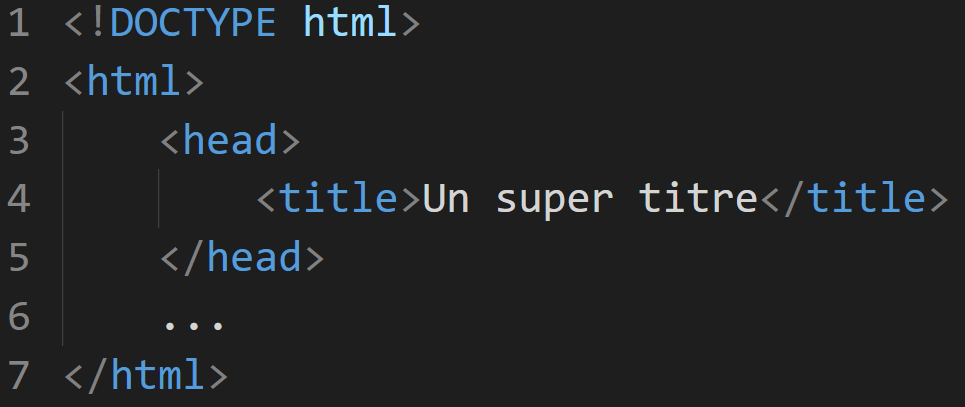 1 <!DOCTYPE html>
2 <html>
3     <head>
4         <title>Un super titre</title>
5     </head>
6     ...
7 </html>